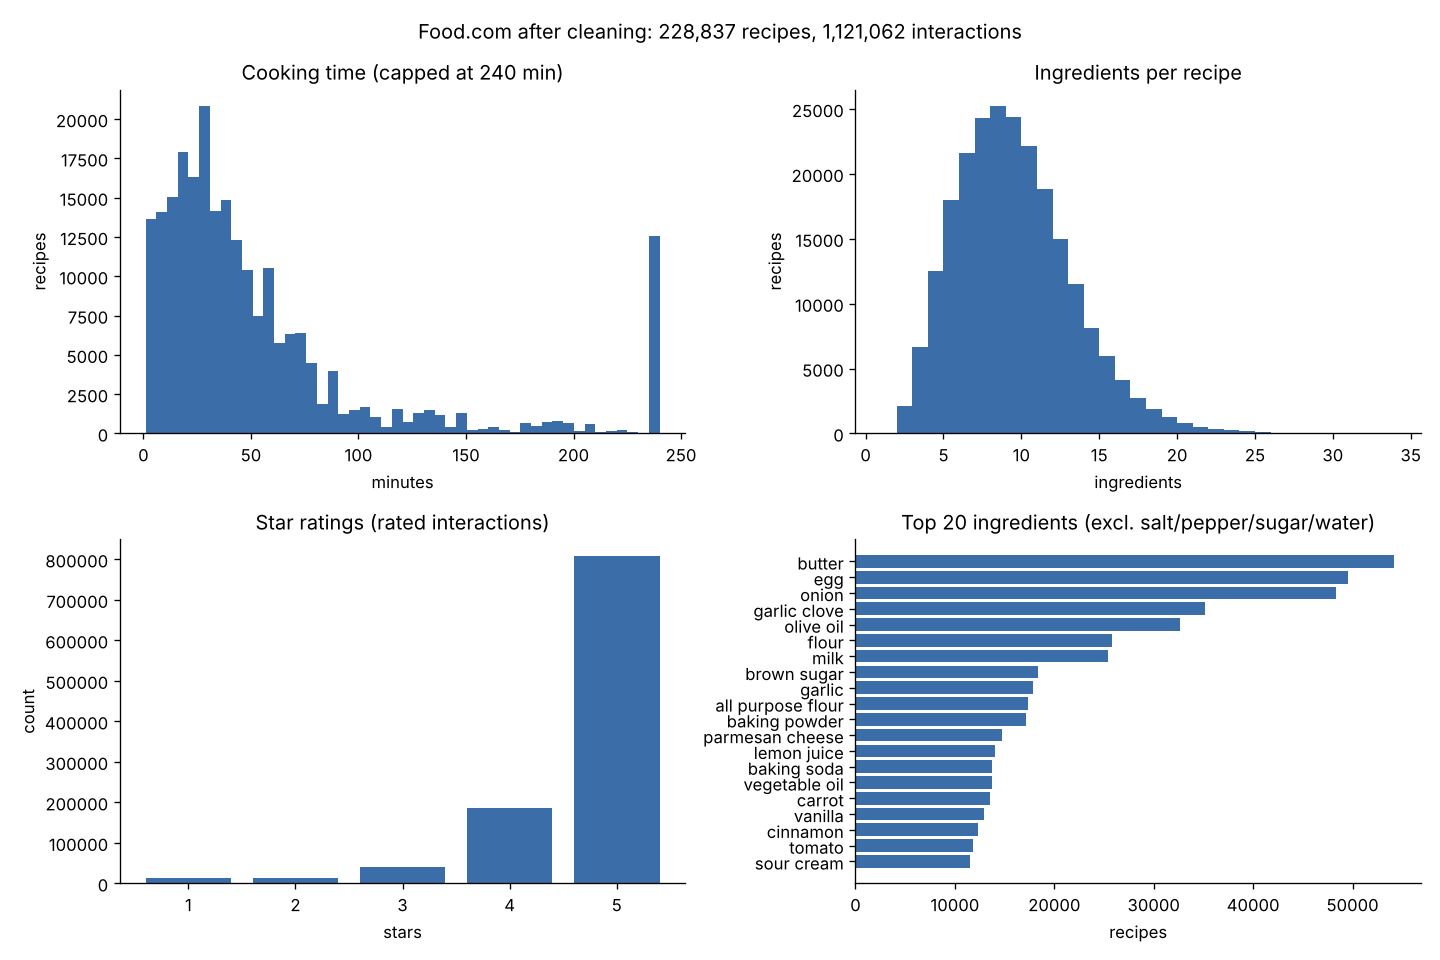 Food.com after cleaning: 228,837 recipes, 1,121,062 interactions
Cooking time (capped at 240 min)
recipes
20000
17500
15000
12500
10000
7500
5000
2500
0
0 50 100 150 200 250
minutes
Ingredients per recipe
recipes
25000
20000
15000
10000
5000
0
0 5 10 15 20 25 30 35
ingredients
Star ratings (rated interactions)
count
800000
700000
600000
500000
400000
300000
200000
100000
0
1 2 3 4 5
stars
Top 20 ingredients (excl. salt/pepper/sugar/water)
butter
egg
onion
garlic clove
olive oil
flour
milk
brown sugar
garlic
all purpose flour
baking powder
parmesan cheese
lemon juice
baking soda
vegetable oil
carrot
vanilla
cinnamon
tomato
sour cream
0 10000 20000 30000 40000 50000
recipes